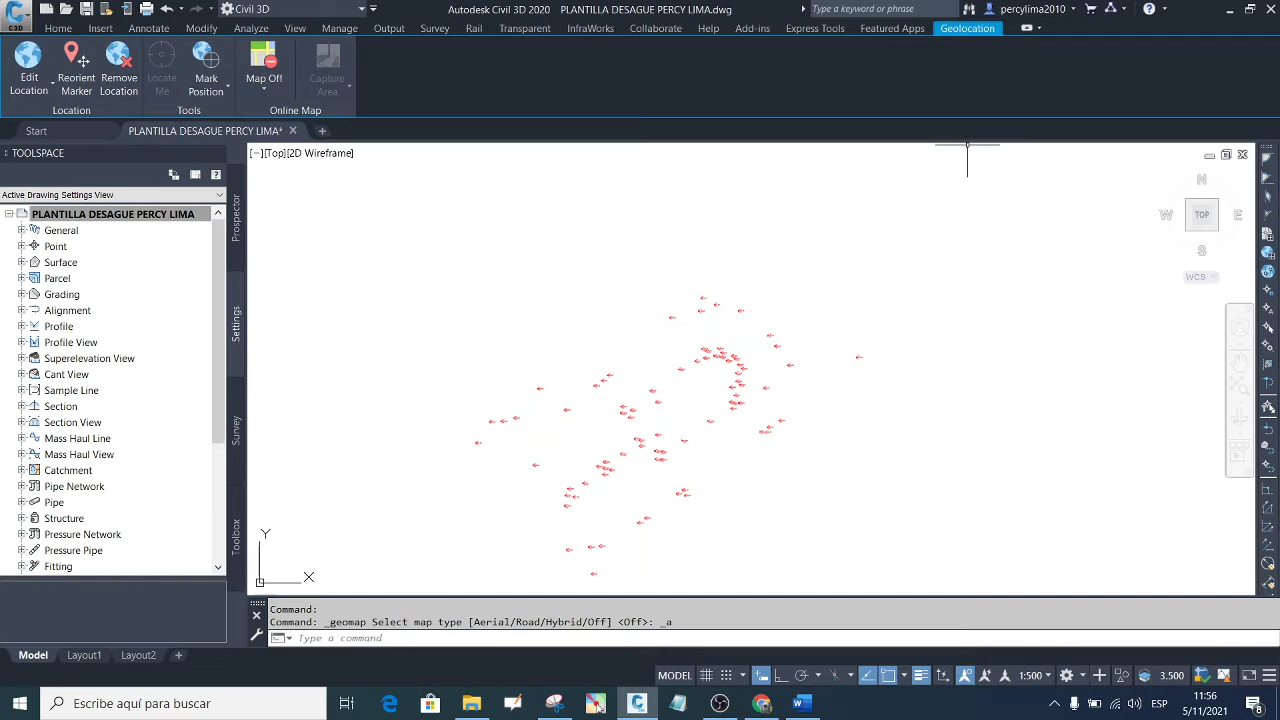 Civil 3D
Autodesk Civil 3D 2020 PLANTILLA DESAGUE PERCY LIMA.dwg
Type a keyword or phrase
percylima2010
C3D
Home Insert Annotate Modify Analyze View Manage Output Survey Rail Transparent InfraWorks Collaborate Help Add-ins Express Tools Featured Apps Geolocation
Edit Location
Reorient Marker
Remove Location
Locate Me
Mark Position
Map Off
Capture Area
Location Tools Online Map
Start PLANTILLA DESAGUE PERCY LIMA*
TOOLSPACE
[−][Top][2D Wireframe]
Active Drawing Settings View
PLANTILLA DESAGUE PERCY LIMA
General
Point
Surface
Parcel
Grading
Alignment
Profile
Profile View
Superelevation View
Cant View
Sample Line
Section
Section View
Mass Haul Line
Mass Haul View
Catchment
Pipe Network
Pipe
Structure
Pressure Network
Pressure Pipe
Fitting
Prospector
Settings
Survey
Toolbox
N
W TOP E
S
WCS
Y
X
Command:
Command: _geomap Select map type [Aerial/Road/Hybrid/Off] <Off>: _a
Type a command
Model Layout1 Layout2
MODEL 1:500 3.500
Escribe aquí para buscar
ESP
11:56
5/11/2021
8